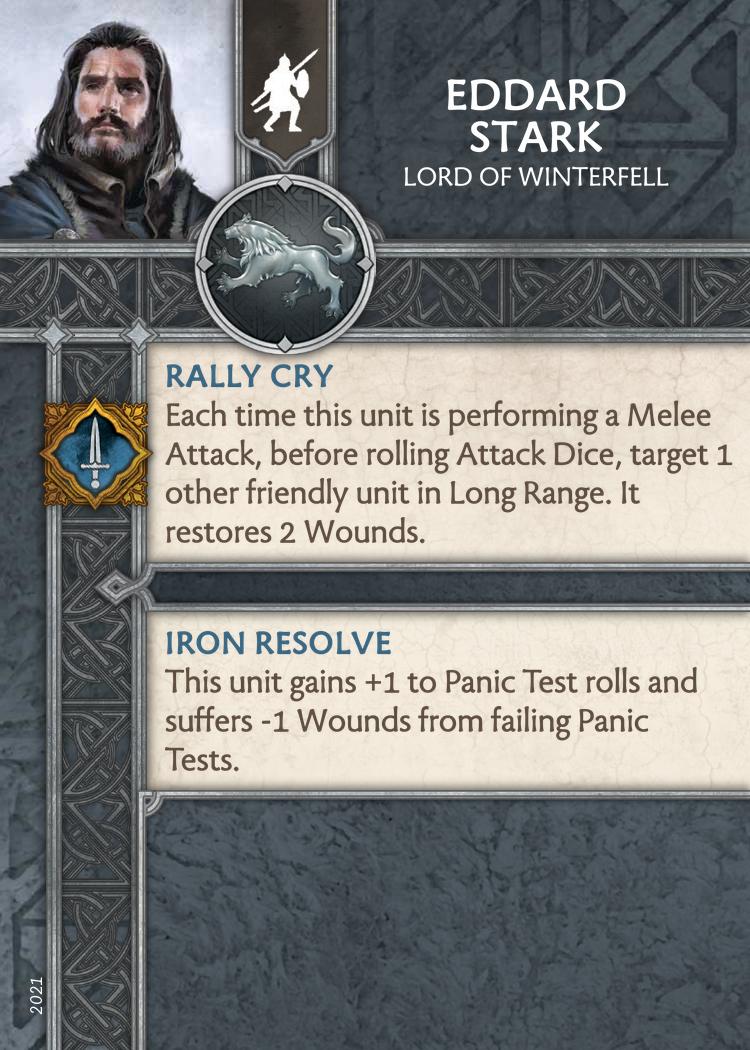 EDDARD
STARK
LORD OF WINTERFELL
RALLY CRY
Each time this unit is performing a Melee
Attack, before rolling Attack Dice, target 1
other friendly unit in Long Range. It
restores 2 Wounds.
IRON RESOLVE
This unit gains +1 to Panic Test rolls and
suffers -1 Wounds from failing Panic
Tests.
2021